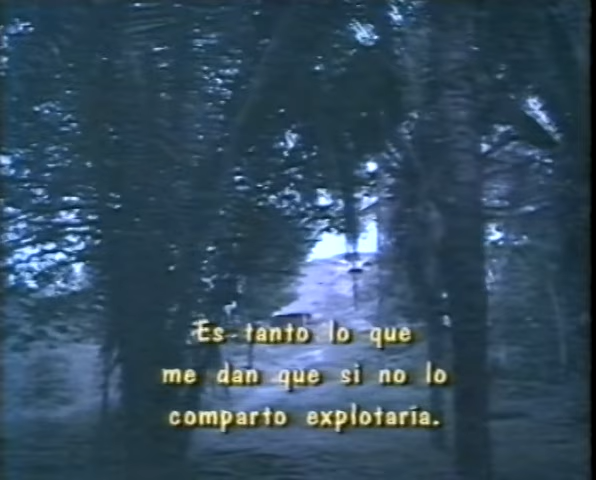 Es tanto lo que
me dan que si no lo
comparto explotaría.